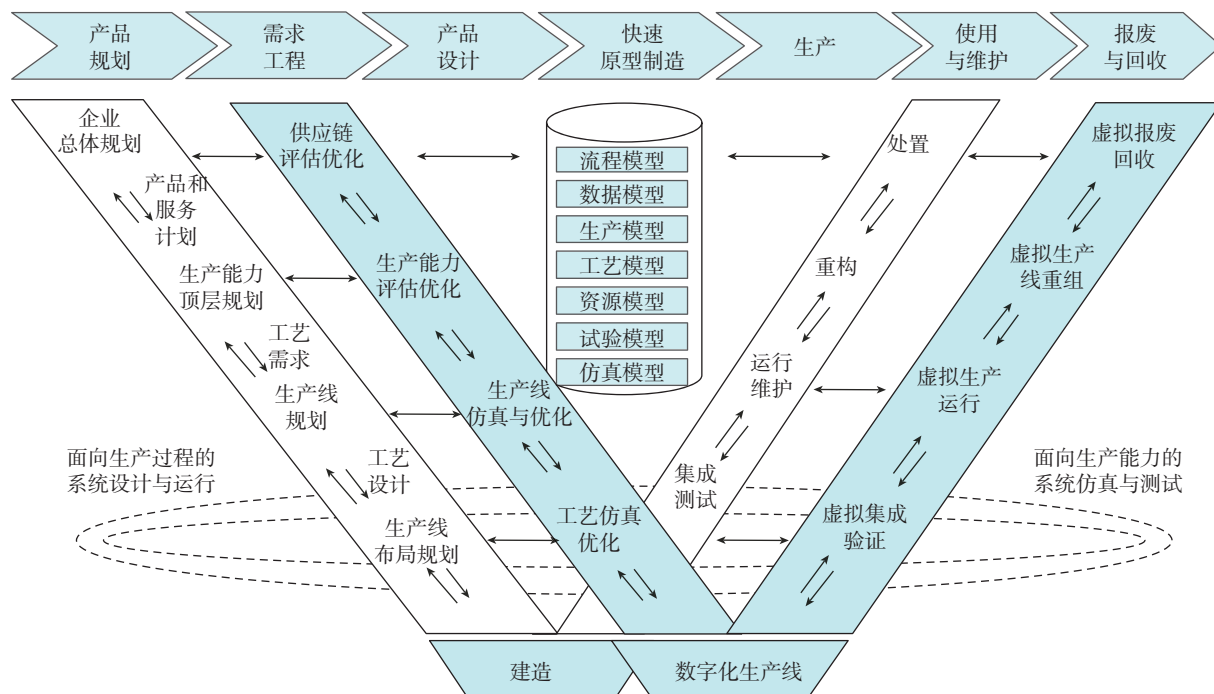 产品
规划
需求
工程
产品
设计
快速
原型制造
生产
使用
与维护
报废
与回收
企业
总体规划
产品和
服务
计划
生产能力
顶层规划
工艺
需求
生产线
规划
工艺
设计
生产线
布局规划
供应链
评估优化
生产能力
评估优化
生产线
仿真与优化
工艺仿真
优化
流程模型
数据模型
生产模型
工艺模型
资源模型
试验模型
仿真模型
处置
重构
运行
维护
集成
测试
虚拟报废
回收
虚拟生产
线重组
虚拟生产
运行
虚拟集成
验证
面向生产过程的
系统设计与运行
面向生产能力的
系统仿真与测试
建造
数字化生产线